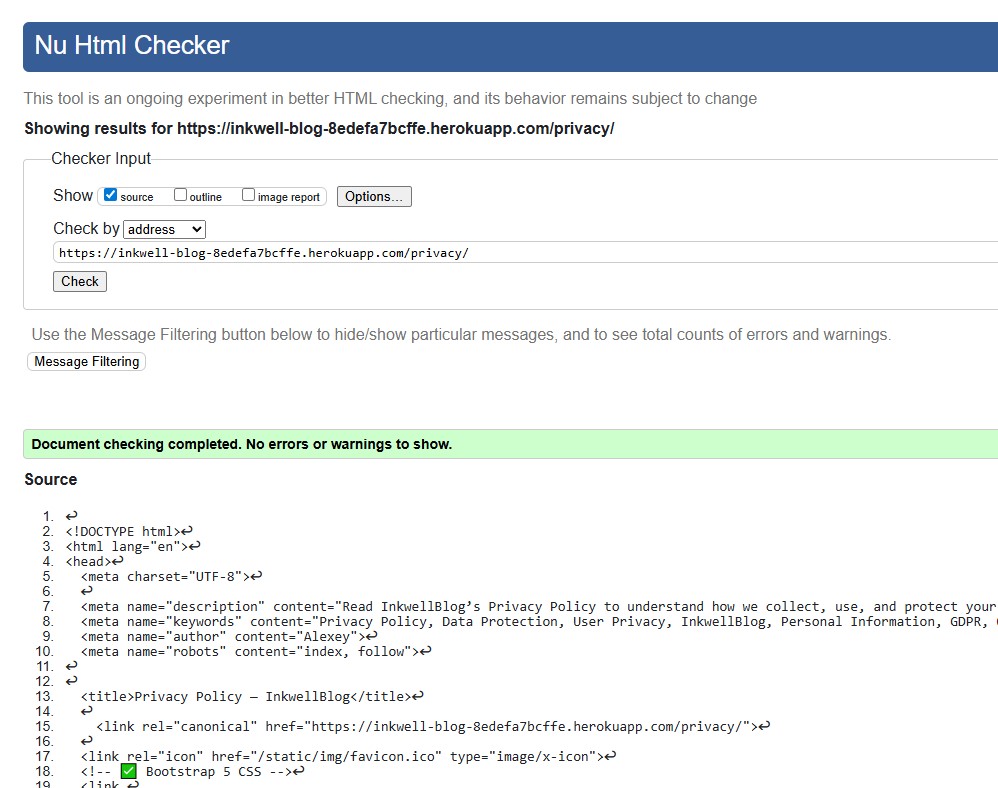 Nu Html Checker
This tool is an ongoing experiment in better HTML checking, and its behavior remains subject to change
Showing results for https://inkwell-blog-8edefa7bcffe.herokuapp.com/privacy/
Checker Input
Show source outline image report Options...
Check by address
https://inkwell-blog-8edefa7bcffe.herokuapp.com/privacy/
Check
Use the Message Filtering button below to hide/show particular messages, and to see total counts of errors and warnings.
Message Filtering
Document checking completed. No errors or warnings to show.
Source
1. ↩
2. <!DOCTYPE html>↩
3. <html lang="en">↩
4. <head>↩
5. <meta charset="UTF-8">↩
6. ↩
7. <meta name="description" content="Read InkwellBlog’s Privacy Policy to understand how we collect, use, and protect your
8. <meta name="keywords" content="Privacy Policy, Data Protection, User Privacy, InkwellBlog, Personal Information, GDPR,
9. <meta name="author" content="Alexey">↩
10. <meta name="robots" content="index, follow">↩
11. ↩
12. ↩
13. <title>Privacy Policy – InkwellBlog</title>↩
14. ↩
15. <link rel="canonical" href="https://inkwell-blog-8edefa7bcffe.herokuapp.com/privacy/">↩
16. ↩
17. <link rel="icon" href="/static/img/favicon.ico" type="image/x-icon">↩
18. <!-- ✅ Bootstrap 5 CSS -->↩
19. <link ↩